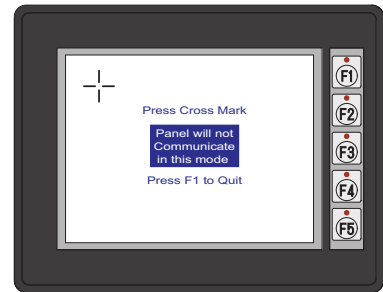 Press Cross Mark
Panel will not
Communicate
in this mode
Press F1 to Quit
F1
F2
F3
F4
F5